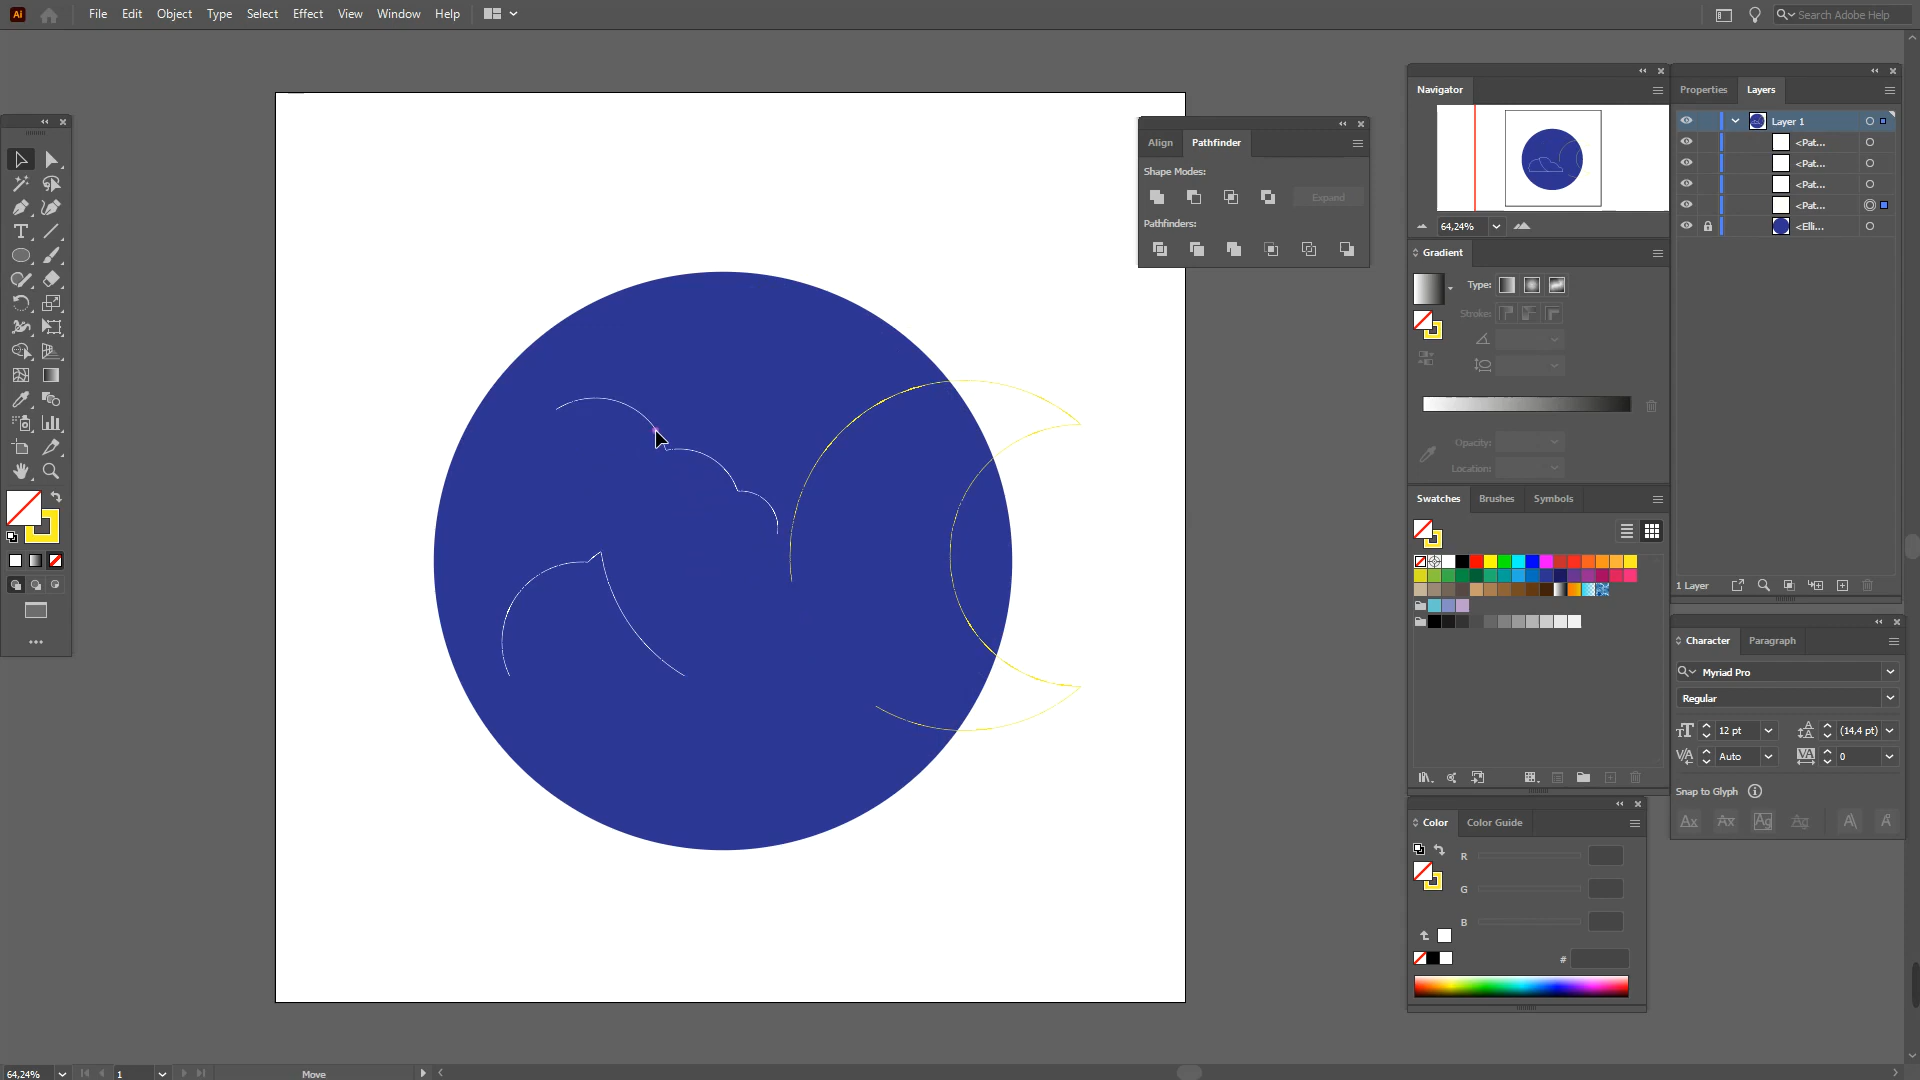 Ai File Edit Object Type Select Effect View Window Help Search Adobe Help
Navigator
Properties Layers
Layer 1
<Pat...
<Pat...
<Pat...
<Pat...
<Elli...
Align Pathfinder
Shape Modes:
Expand
Pathfinders:
64,24%
Gradient
Type:
Stroke:
Opacity:
Location:
Swatches Brushes Symbols
1 Layer
Character Paragraph
Myriad Pro
Regular
12 pt (14,4 pt)
Auto 0
Snap to Glyph
Color Color Guide
R
G
B
#
64,24% 1 Move